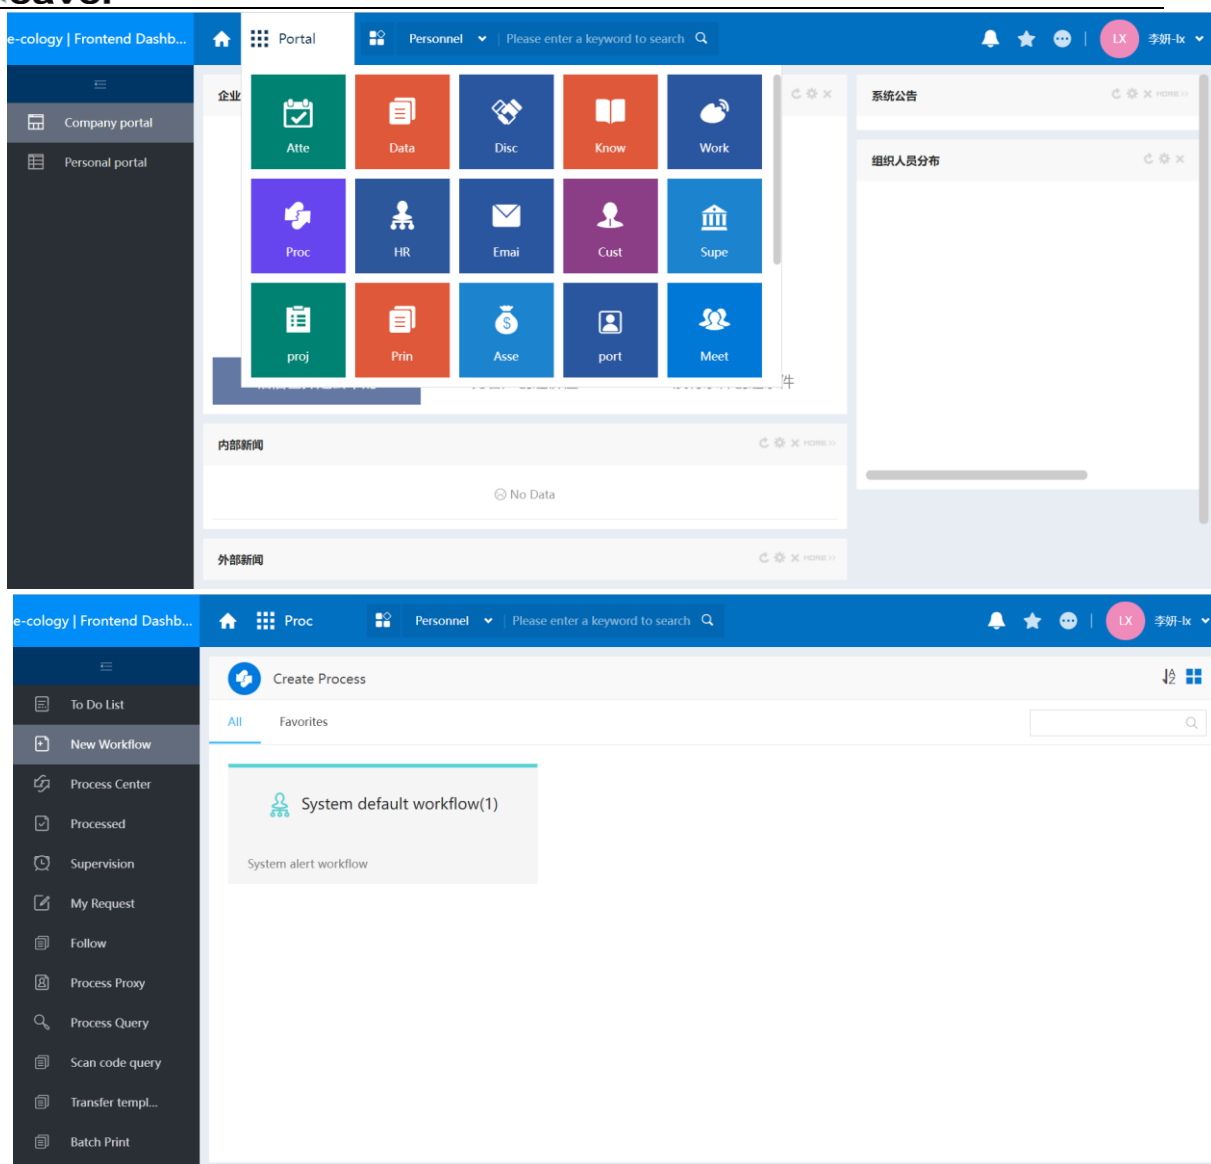 e-cology | Frontend Dashb...
Portal
Personnel
Please enter a keyword to search
LX
李妍-lx
Company portal
Personal portal
企业
HOME>>
系统公告
组织人员分布
Atte
Data
Disc
Know
Work
Proc
HR
Emai
Cust
Supe
proj
Prin
Asse
port
Meet
件
内部新闻
HOME>>
No Data
外部新闻
HOME>>
e-cology | Frontend Dashb...
Proc
Personnel
Please enter a keyword to search
LX
李妍-lx
To Do List
New Workflow
Process Center
Processed
Supervision
My Request
Follow
Process Proxy
Process Query
Scan code query
Transfer templ...
Batch Print
Create Process
All
Favorites
System default workflow(1)
System alert workflow